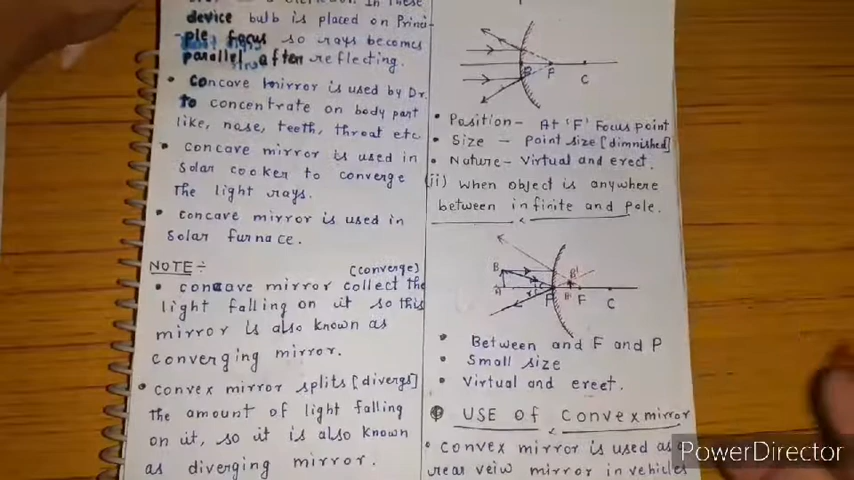 device bulb is placed on Princi-
ple focus so rays becomes
parallel after reflecting.
• Concave mirror is used by Dr.
To concentrate on body part
like, nose, teeth, throat etc.
• concave mirror is used in
Solar cooker to converge
The light rays.
• concave mirror is used in
Solar furnace.
NOTE÷
(converge)
• concave mirror collect the
light falling on it so this
mirror is also known as
converging mirror.
• convex mirror splits [divergs]
the amount of light falling
on it, so it is also known
as diverging mirror.
P F C
• Position - At 'F' Focus point
• Size - Point size [dimnished]
• Nature - Virtual and erect.
(ii) when object is anywhere
between infinite and pole.
B B'
A P A' F C
• Between and F and P
• Small size
• Virtual and erect.
USE OF Convex mirror
• convex mirror is used as
rear veiw mirror in vehicles
PowerDirector